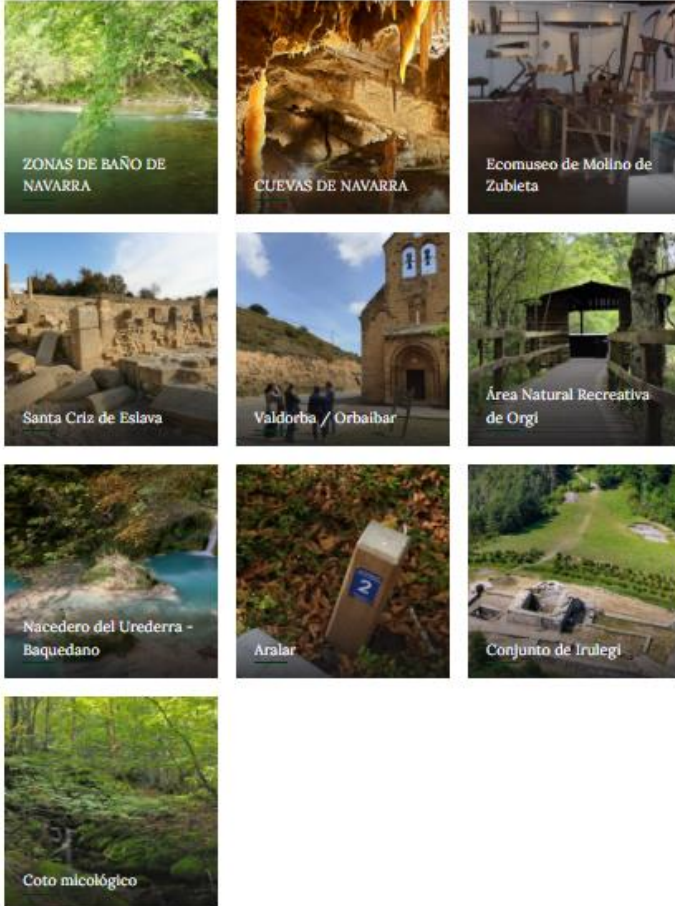 ZONAS DE BAÑO DE
NAVARRA
CUEVAS DE NAVARRA
Ecomuseo de Molino de
Zubieta
Santa Criz de Eslava
Valdorba / Orbaibar
Área Natural Recreativa
de Orgi
Nacedero del Urederra -
Baquedano
Aralar
2
Conjunto de Irulegi
Coto micológico